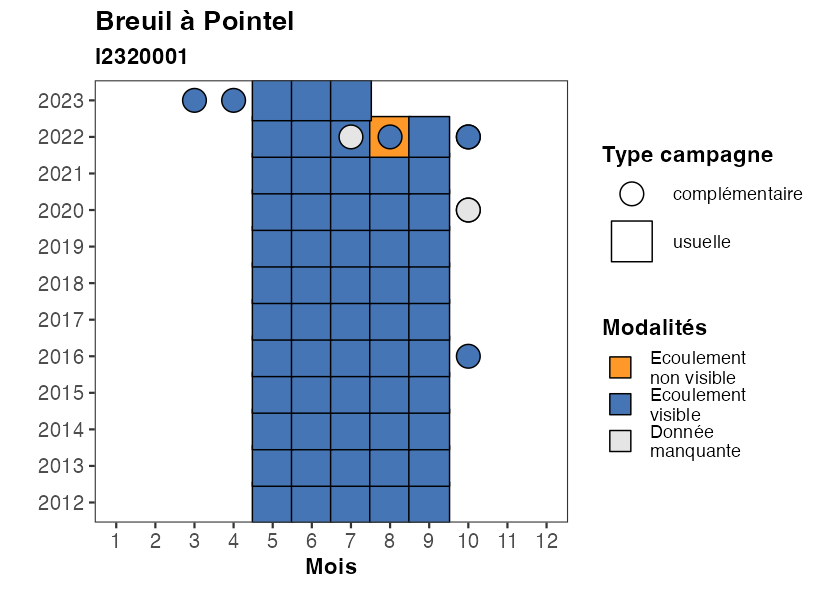 Breuil à Pointel
I2320001
2023
2022
2021
2020
2019
2018
2017
2016
2015
2014
2013
2012
1 2 3 4 5 6 7 8 9 10 11 12
Mois
Type campagne
complémentaire
usuelle
Modalités
Ecoulement
non visible
Ecoulement
visible
Donnée
manquante